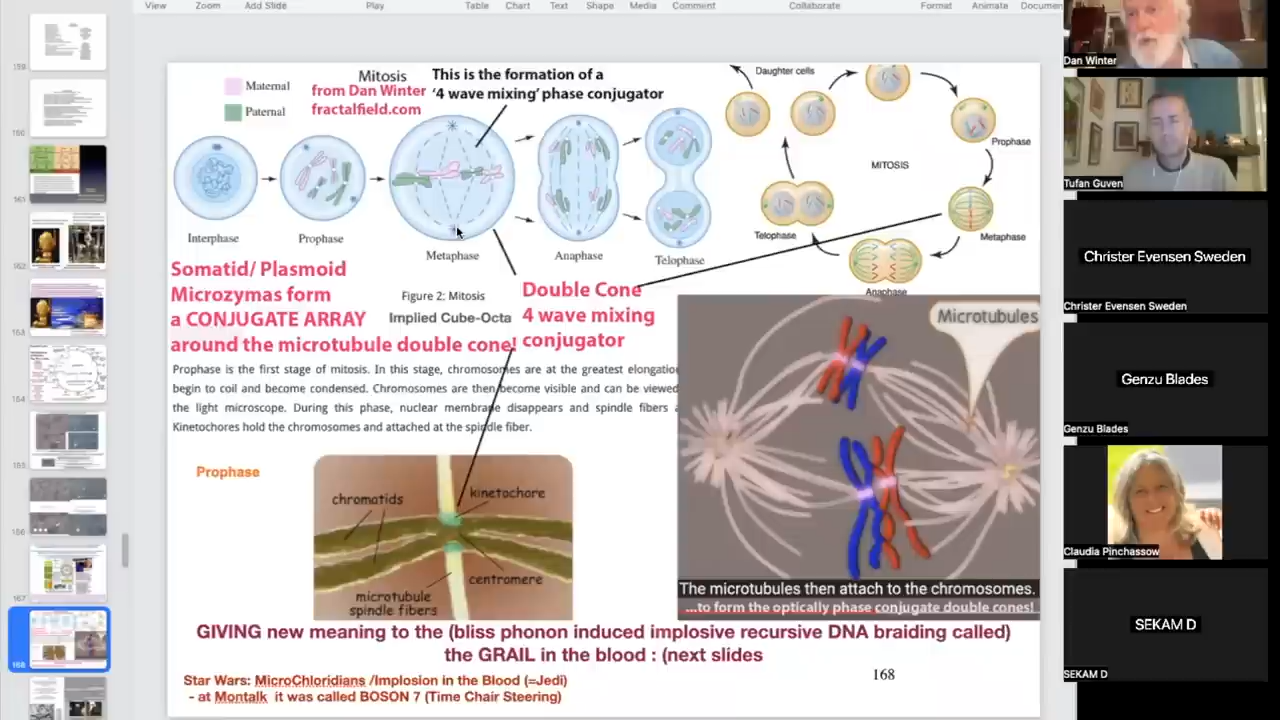 View Zoom Add Slide Play Table Chart Text Shape Media Comment Collaborate Format Animate Documen
Maternal
Paternal
Mitosis
from Dan Winter
fractalfield.com
This is the formation of a
'4 wave mixing' phase conjugator
Daughter cells
Prophase
MITOSIS
Metaphase
Telophase
Anaphase
Interphase
Prophase
Metaphase
Anaphase
Telophase
Somatid/ Plasmoid
Microzymas form
a CONJUGATE ARRAY
around the microtubule double cone!
Figure 2: Mitosis
Implied Cube-Octa
Double Cone
4 wave mixing
conjugator
Prophase is the first stage of mitosis. In this stage, chromosomes are at the greatest elongation
begin to coil and become condensed. Chromosomes are then become visible and can be viewed
the light microscope. During this phase, nuclear membrane disappears and spindle fibers a
Kinetochores hold the chromosomes and attached at the spindle fiber.
Prophase
chromatids
kinetochore
centromere
microtubule
spindle fibers
Microtubules
The microtubules then attach to the chromosomes.
...to form the optically phase conjugate double cones!
GIVING new meaning to the (bliss phonon induced implosive recursive DNA braiding called)
the GRAIL in the blood : (next slides
Star Wars: MicroChloridians /Implosion in the Blood (=Jedi)
- at Montalk it was called BOSON 7 (Time Chair Steering)
168
160
161
162
163
164
165
166
167
168
Dan Winter
Tufan Guven
Christer Evensen Sweden
Christer Evensen Sweden
Genzu Blades
Genzu Blades
Claudia Pinchassow
SEKAM D
SEKAM D